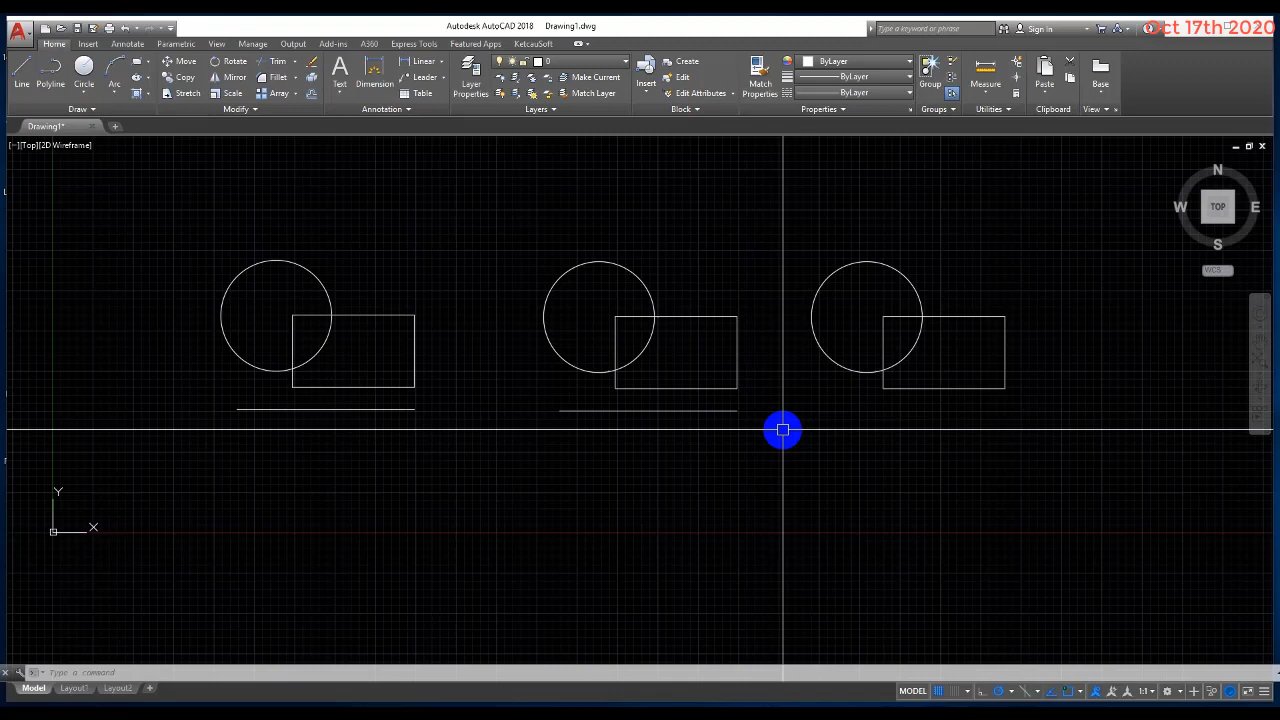 Autodesk AutoCAD 2018 Drawing1.dwg
Type a keyword or phrase
Sign In
Oct 17th 2020
Home Insert Annotate Parametric View Manage Output Add-ins A360 Express Tools Featured Apps KetcauSoft
Line Polyline Circle Arc
Move Rotate Trim
Copy Mirror Fillet
Stretch Scale Array
Text Dimension
Linear
Leader
Table
Layer Properties
0
Make Current
Match Layer
Insert
Create
Edit
Edit Attributes
Match Properties
ByLayer
ByLayer
ByLayer
Group
Measure
Paste
Base
Draw Modify Annotation Layers Block Properties Groups Utilities Clipboard View
Drawing1*
[−][Top][2D Wireframe]
N
W TOP E
S
WCS
Y
X
Type a command
Model Layout1 Layout2
MODEL 1:1